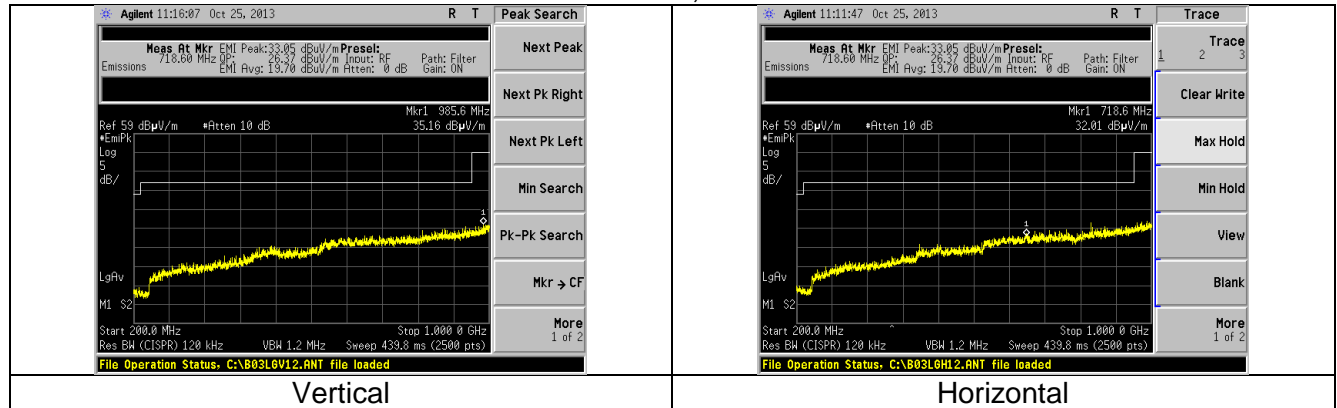 Agilent 11:16:07 Oct 25, 2013 R T Peak Search
Meas At Mkr EMI Peak:33.05 dBuV/m Presel:
718.60 MHz QP: 26.37 dBuV/m Input: RF Path: Filter
Emissions EMI Avg: 19.70 dBuV/m Atten: 0 dB Gain: ON
Mkr1 985.6 MHz
Ref 59 dBµV/m #Atten 10 dB 35.16 dBµV/m
#EmiPk
Log
5
dB/
1
LgAv
M1 S2
Start 200.0 MHz Stop 1.000 0 GHz
Res BW (CISPR) 120 kHz VBW 1.2 MHz Sweep 439.8 ms (2500 pts)
File Operation Status, C:\B03LGV12.ANT file loaded
Next Peak
Next Pk Right
Next Pk Left
Min Search
Pk-Pk Search
Mkr → CF
More
1 of 2
Vertical
Agilent 11:11:47 Oct 25, 2013 R T Trace
Meas At Mkr EMI Peak:33.05 dBuV/m Presel:
718.60 MHz QP: 26.37 dBuV/m Input: RF Path: Filter
Emissions EMI Avg: 19.70 dBuV/m Atten: 0 dB Gain: ON
Mkr1 718.6 MHz
Ref 59 dBµV/m #Atten 10 dB 32.01 dBµV/m
#EmiPk
Log
5
dB/
1
LgAv
M1 S2
Start 200.0 MHz ^ Stop 1.000 0 GHz
Res BW (CISPR) 120 kHz VBW 1.2 MHz Sweep 439.8 ms (2500 pts)
File Operation Status, C:\B03LGH12.ANT file loaded
Trace
1 2 3
Clear Write
Max Hold
Min Hold
View
Blank
More
1 of 2
Horizontal